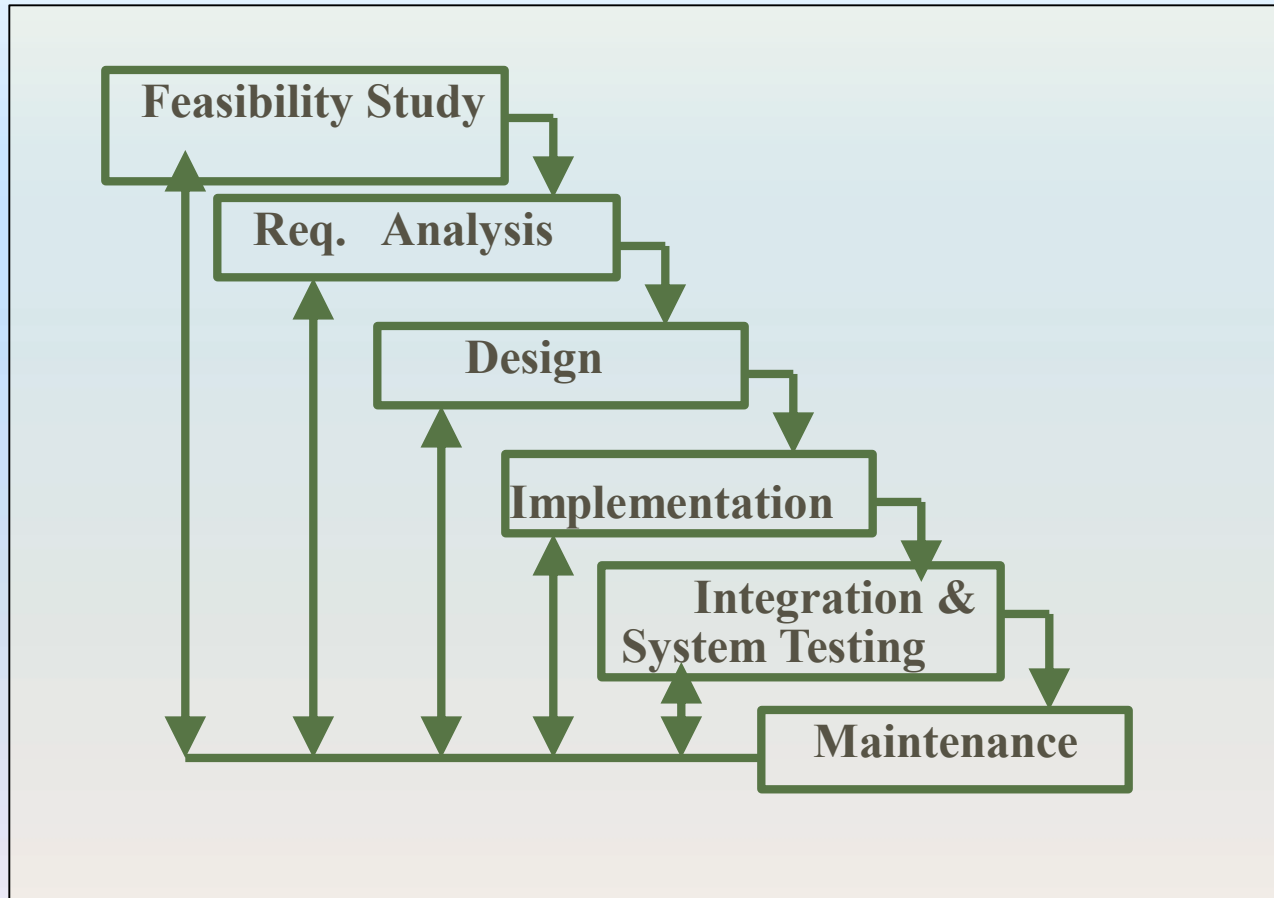 Feasibility Study
Req. Analysis
Design
Implementation
Integration &
System Testing
Maintenance